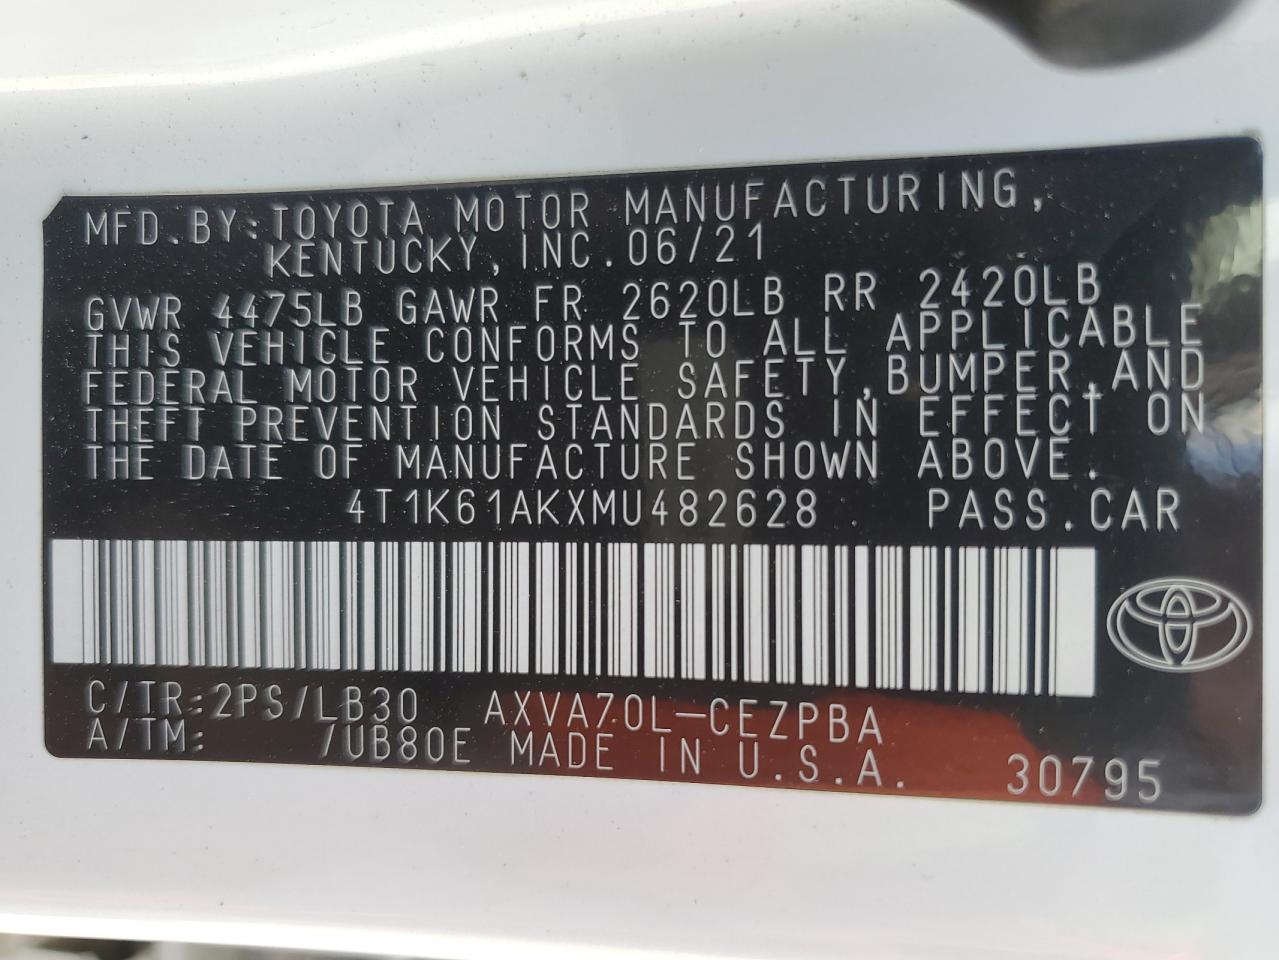 MFD.BY:TOYOTA MOTOR MANUFACTURING,
KENTUCKY,INC.06/21
GVWR 4475LB GAWR FR 2620LB RR 2420LB
THIS VEHICLE CONFORMS TO ALL APPLICABLE
FEDERAL MOTOR VEHICLE SAFETY,BUMPER,AND
THEFT PREVENTION STANDARDS IN EFFECT ON
THE DATE OF MANUFACTURE SHOWN ABOVE.
4T1K61AKXMU482628 PASS.CAR
C/TR:2PS/LB30 AXVA70L-CEZPBA
A/TM: /UB80E MADE IN U.S.A. 30795